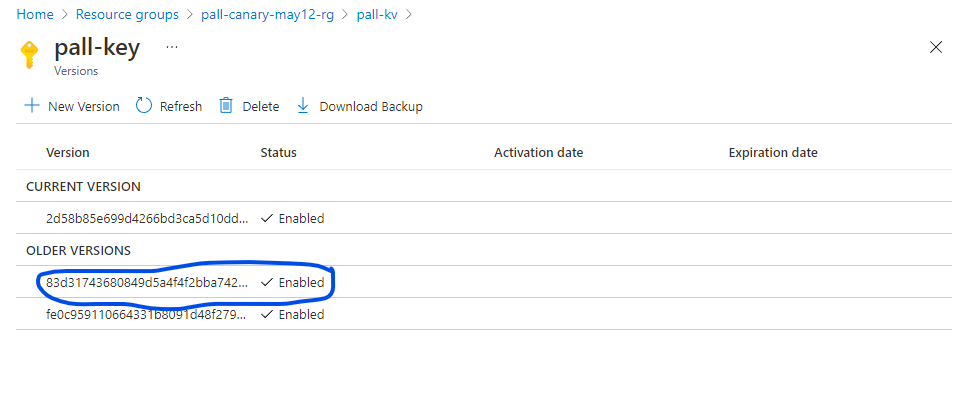 Home > Resource groups > pall-canary-may12-rg > pall-kv >
pall-key ...
Versions
New Version Refresh Delete Download Backup
Version Status Activation date Expiration date
CURRENT VERSION
2d58b85e699d4266bd3ca5d10dd... Enabled
OLDER VERSIONS
83d31743680849d5a4f4f2bba742... Enabled
fe0c959110664331b8091d48f279... Enabled